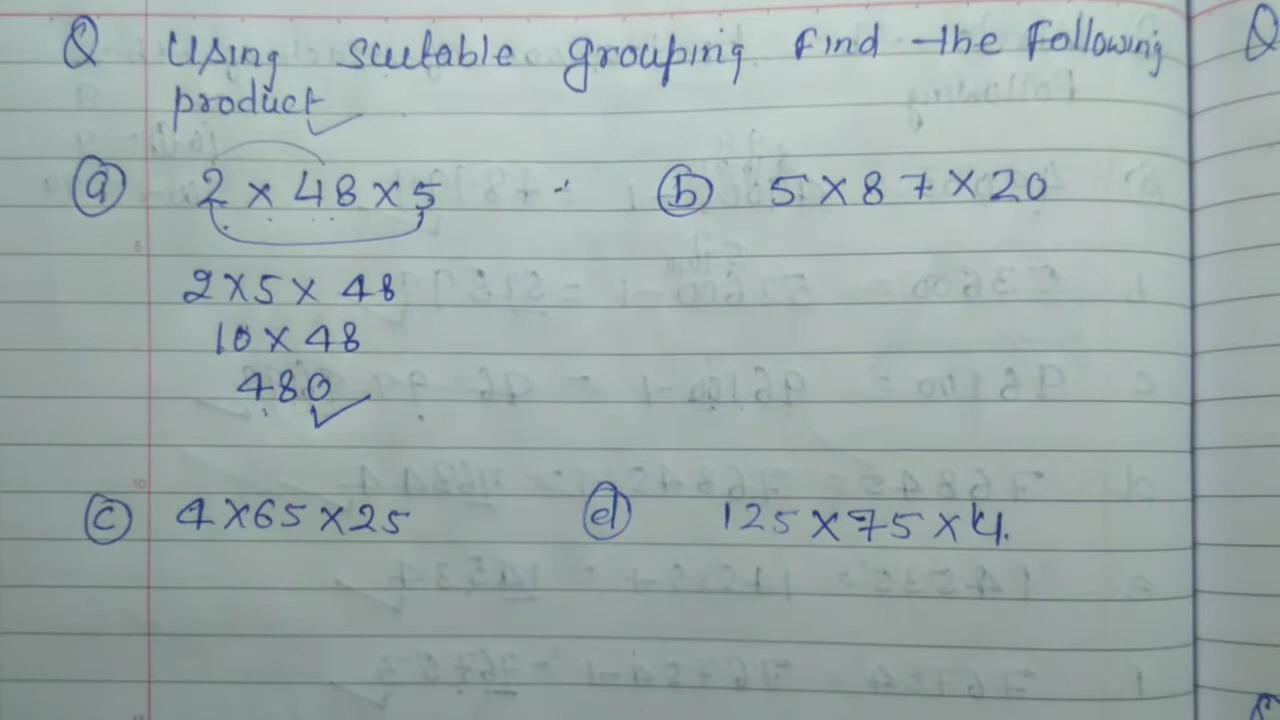 Q Using suitable grouping find the following
product
(a) 2 × 48 × 5
(b) 5 × 87 × 20
2 × 5 × 48
10 × 48
480
(c) 4 × 65 × 25
(d) 125 × 75 × 4.
Q